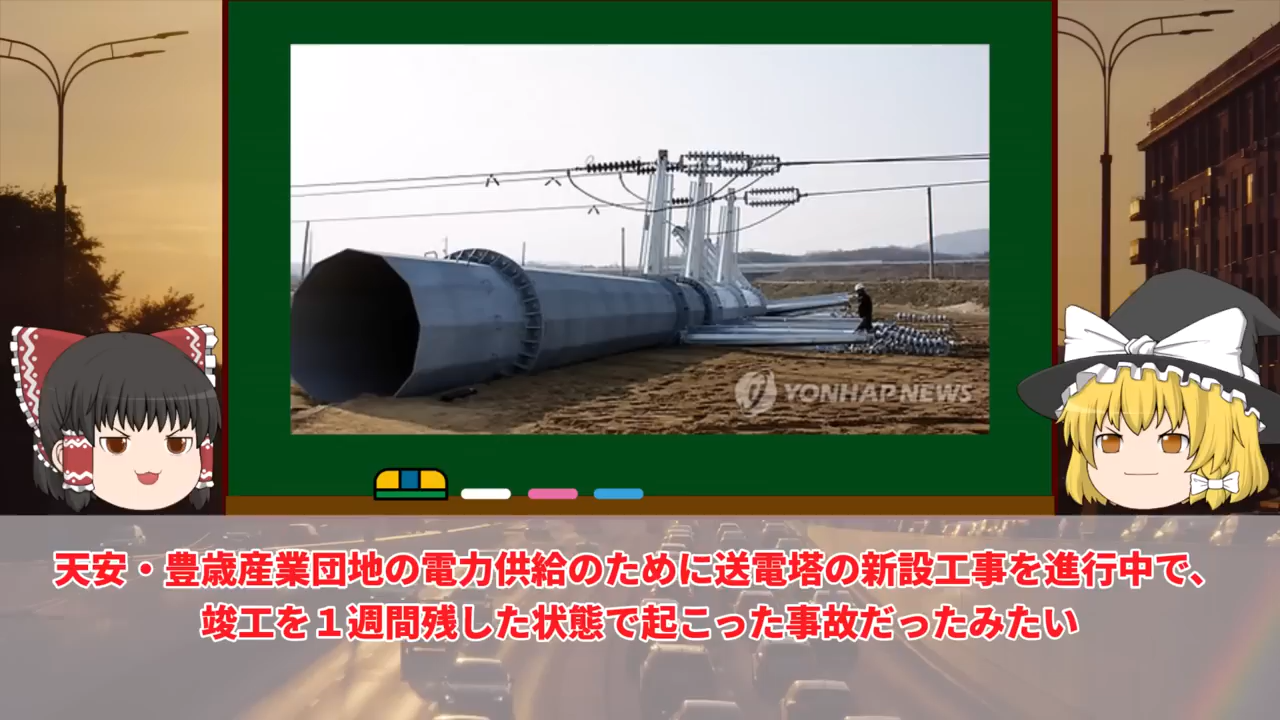 YONHAP NEWS
天安・豊歳産業団地の電力供給のために送電塔の新設工事を進行中で、
竣工を１週間残した状態で起こった事故だったみたい